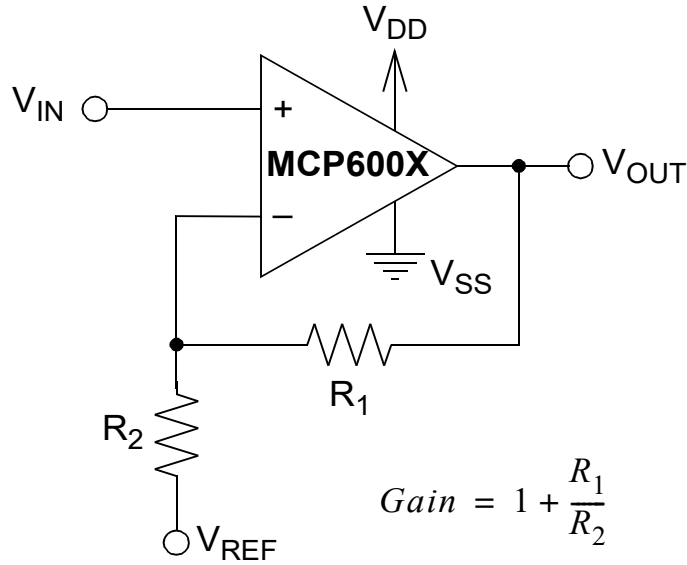 V_DD
V_IN
+
MCP600X
V_OUT
−
V_SS
R_1
R_2
Gain = 1 + R_1/R_2
V_REF